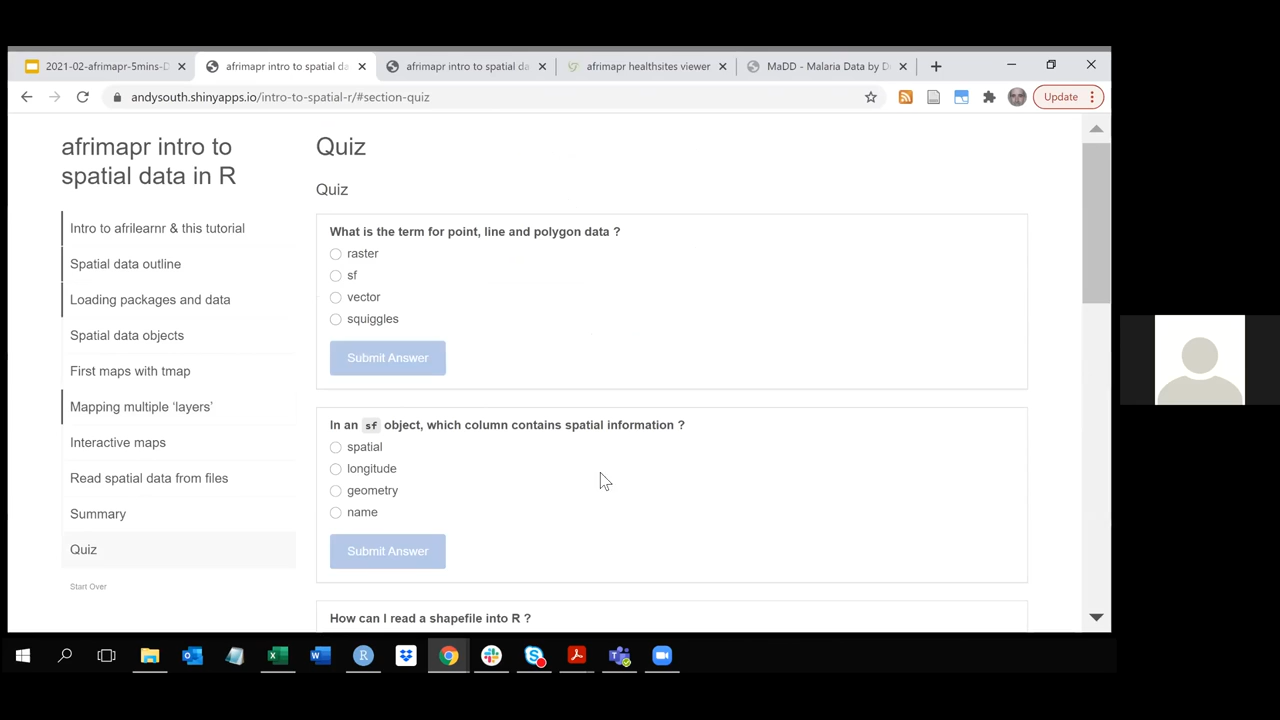 2021-02-afrimapr-5mins-D
afrimapr intro to spatial da
afrimapr intro to spatial da
afrimapr healthsites viewer
MaDD - Malaria Data by D
andysouth.shinyapps.io/intro-to-spatial-r/#section-quiz
Update
afrimapr intro to
spatial data in R
Intro to afrilearnr & this tutorial
Spatial data outline
Loading packages and data
Spatial data objects
First maps with tmap
Mapping multiple ‘layers’
Interactive maps
Read spatial data from files
Summary
Quiz
Start Over
Quiz
Quiz
What is the term for point, line and polygon data ?
raster
sf
vector
squiggles
Submit Answer
In an sf object, which column contains spatial information ?
spatial
longitude
geometry
name
Submit Answer
How can I read a shapefile into R ?